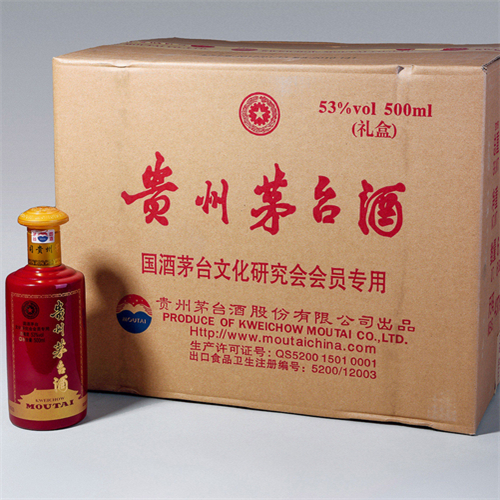 53%vol 500ml
(礼盒)
贵州茅台酒
国酒茅台文化研究会会员专用
MOUTAI
贵州茅台酒股份有限公司出品
PRODUCE OF KWEICHOW MOUTAI CO.,LTD.
Http://www.moutaichina.com
生产许可证号: QS5200 1501 0001
出口食品卫生注册编号: 5200/12003
贵州茅台酒
KWEICHOW
MOUTAI